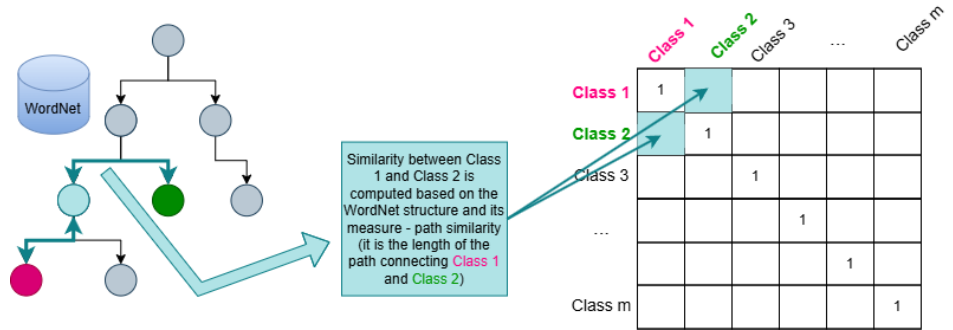 WordNet
Similarity between Class
1 and Class 2 is
computed based on the
WordNet structure and its
measure - path similarity
(it is the length of the
path connecting Class 1
and Class 2)
Class 1
Class 2
Class 3
...
Class m
Class 1
1
Class 2
1
Class 3
1
...
1
1
Class m
1